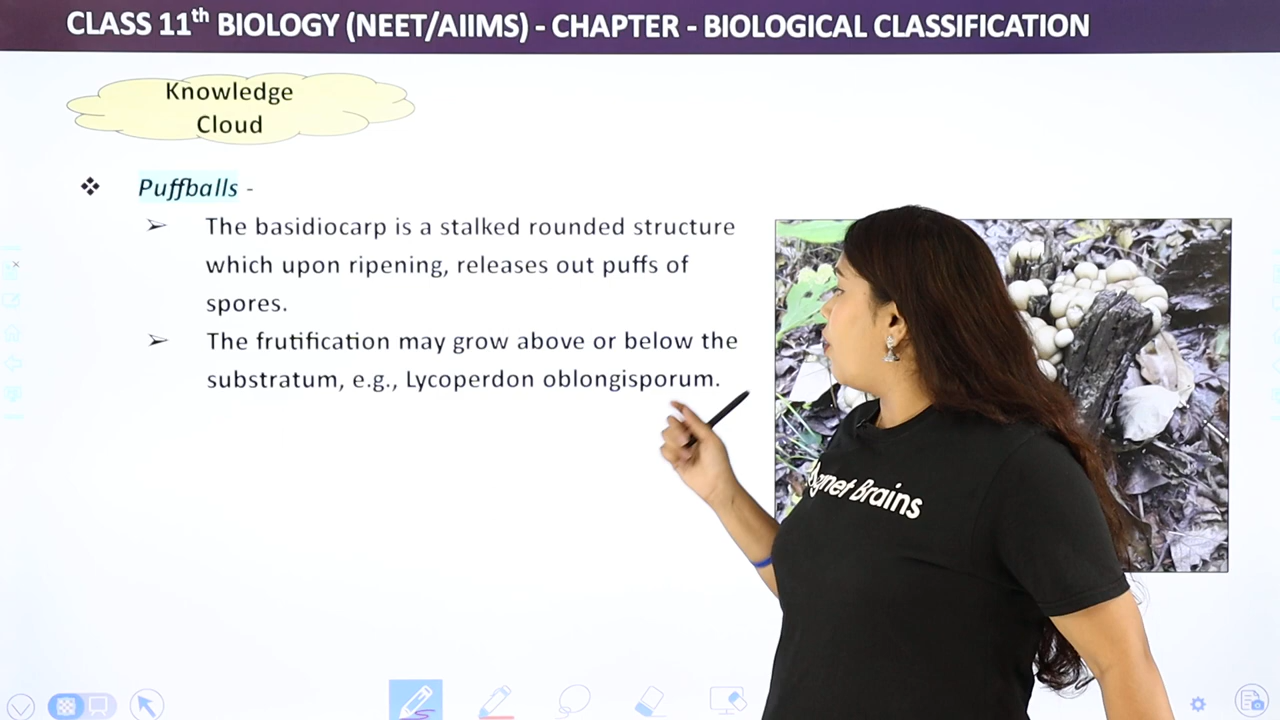 CLASS 11th BIOLOGY (NEET/AIIMS) - CHAPTER - BIOLOGICAL CLASSIFICATION
Knowledge
Cloud
❖ Puffballs -
➢ The basidiocarp is a stalked rounded structure
which upon ripening, releases out puffs of
spores.
➢ The frutification may grow above or below the
substratum, e.g., Lycoperdon oblongisporum.
Brains